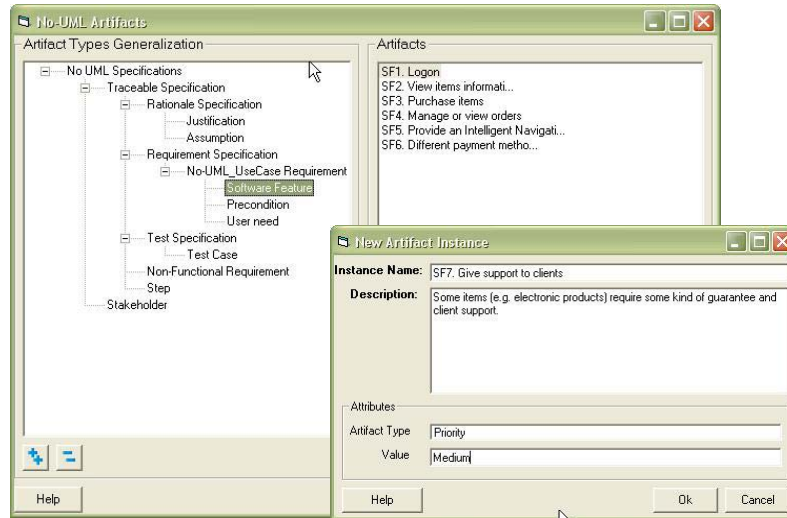 No-UML Artifacts
Artifact Types Generalization
No UML Specifications
Traceable Specification
Rationale Specification
Justification
Assumption
Requirement Specification
No-UML_UseCase Requirement
Software Feature
Precondition
User need
Test Specification
Test Case
Non-Functional Requirement
Step
Stakeholder
Help
Artifacts
SF1. Logon
SF2. View items informati...
SF3. Purchase items
SF4. Manage or view orders
SF5. Provide an Intelligent Navigati...
SF6. Different payment metho...
New Artifact Instance
Instance Name: SF7. Give support to clients
Description: Some items (e.g. electronic products) require some kind of guarantee and
client support.
Attributes
Artifact Type Priority
Value Medium
Help Ok Cancel